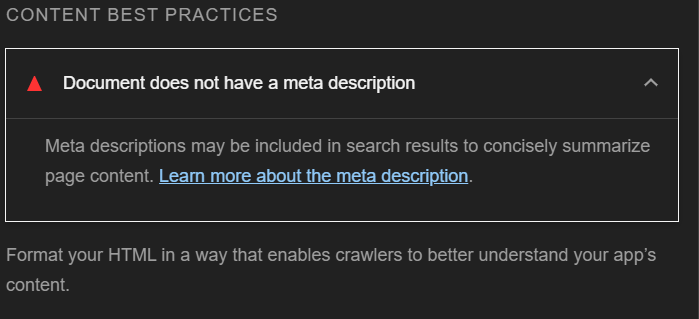 CONTENT BEST PRACTICES
Document does not have a meta description
Meta descriptions may be included in search results to concisely summarize
page content. Learn more about the meta description.
Format your HTML in a way that enables crawlers to better understand your app’s
content.